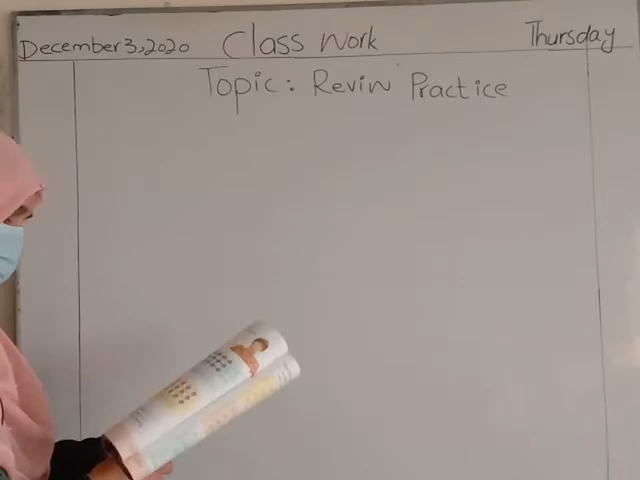 December 3, 2020 Class Work Thursday
Topic: Revin Practice